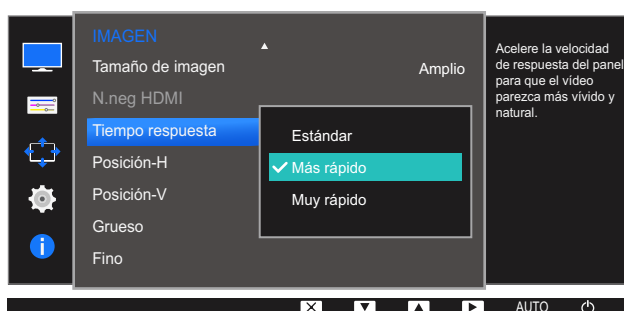 IMAGEN
Tamaño de imagen
Amplio
N.neg HDMI
Tiempo respuesta
Estándar
Más rápido
Muy rápido
Posición-H
Posición-V
Grueso
Fino
Acelere la velocidad
de respuesta del panel
para que el vídeo
parezca más vívido y
natural.
AUTO